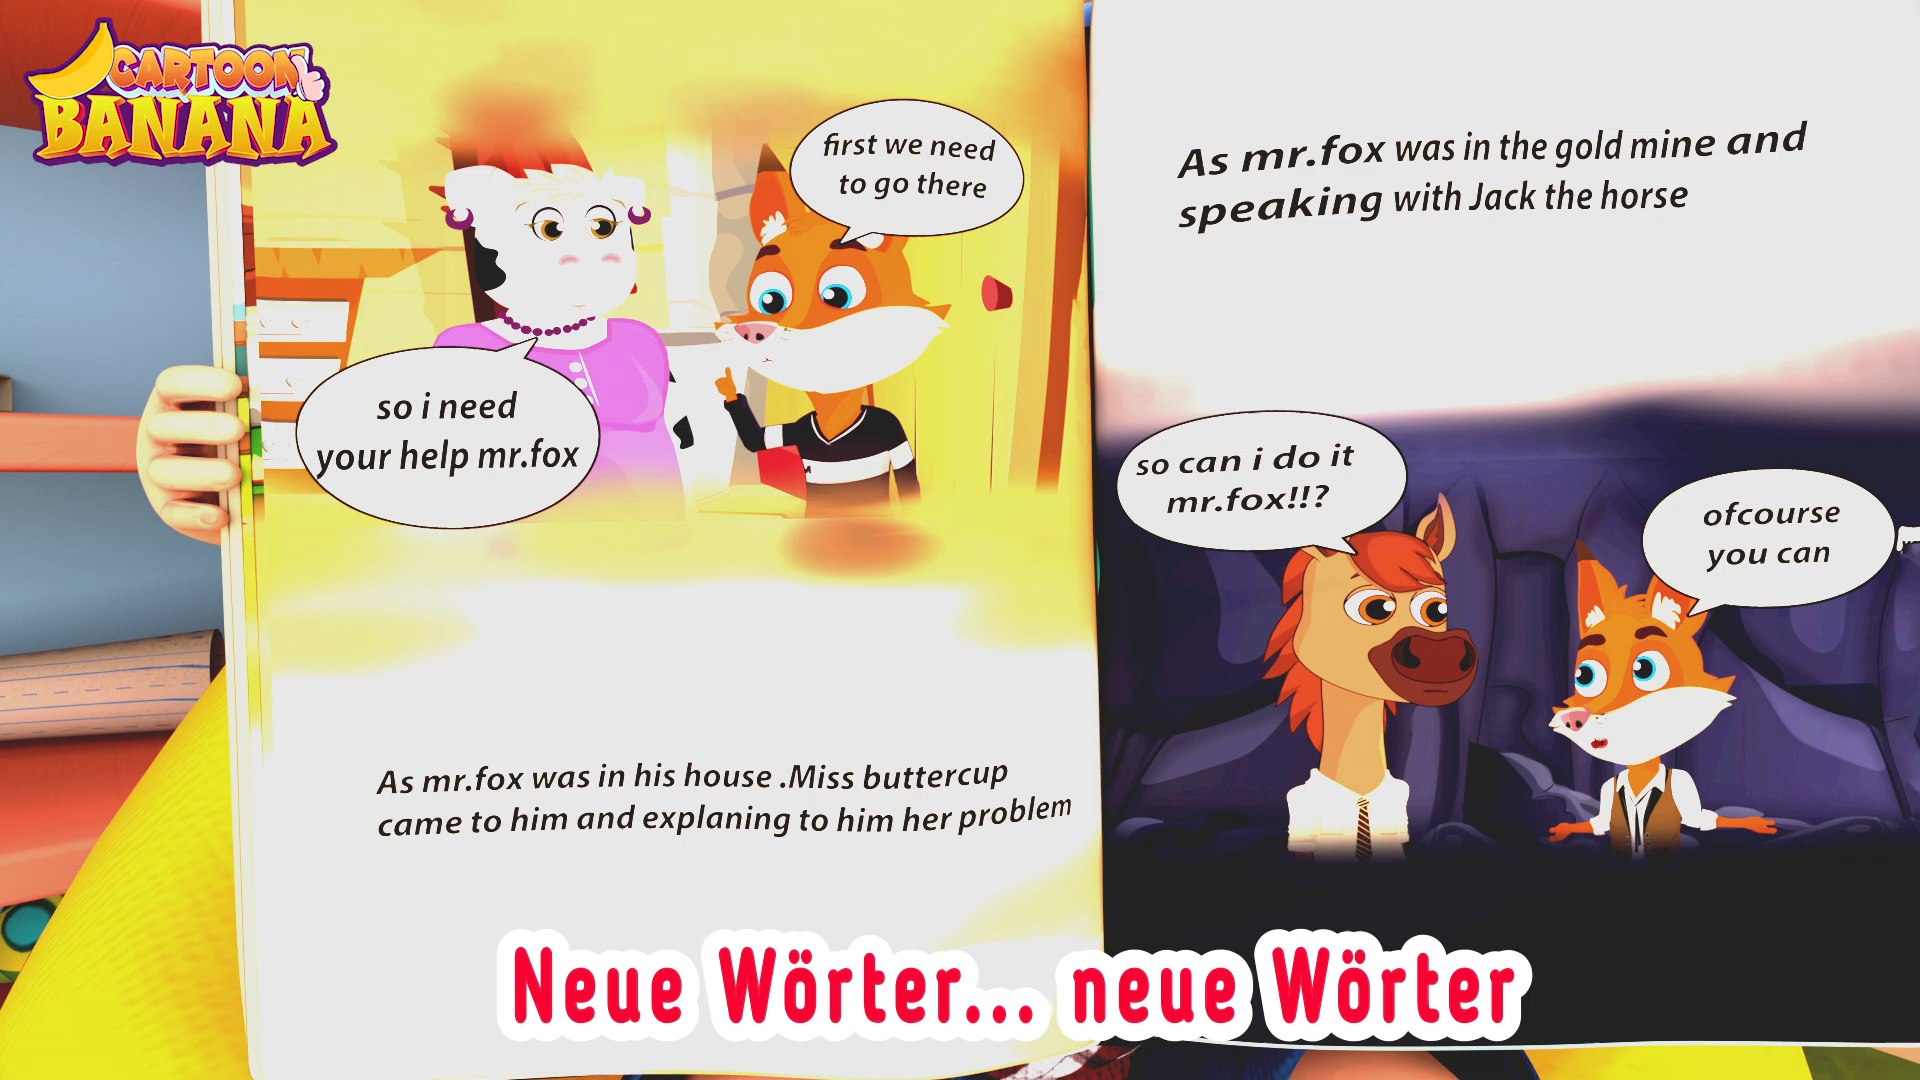 CARTOON
BANANA
first we need
to go there
so i need
your help mr.fox
As mr.fox was in his house .Miss buttercup
came to him and explaning to him her problem
As mr.fox was in the gold mine and
speaking with Jack the horse
so can i do it
mr.fox!!?
ofcourse
you can
Neue Wörter... neue Wörter